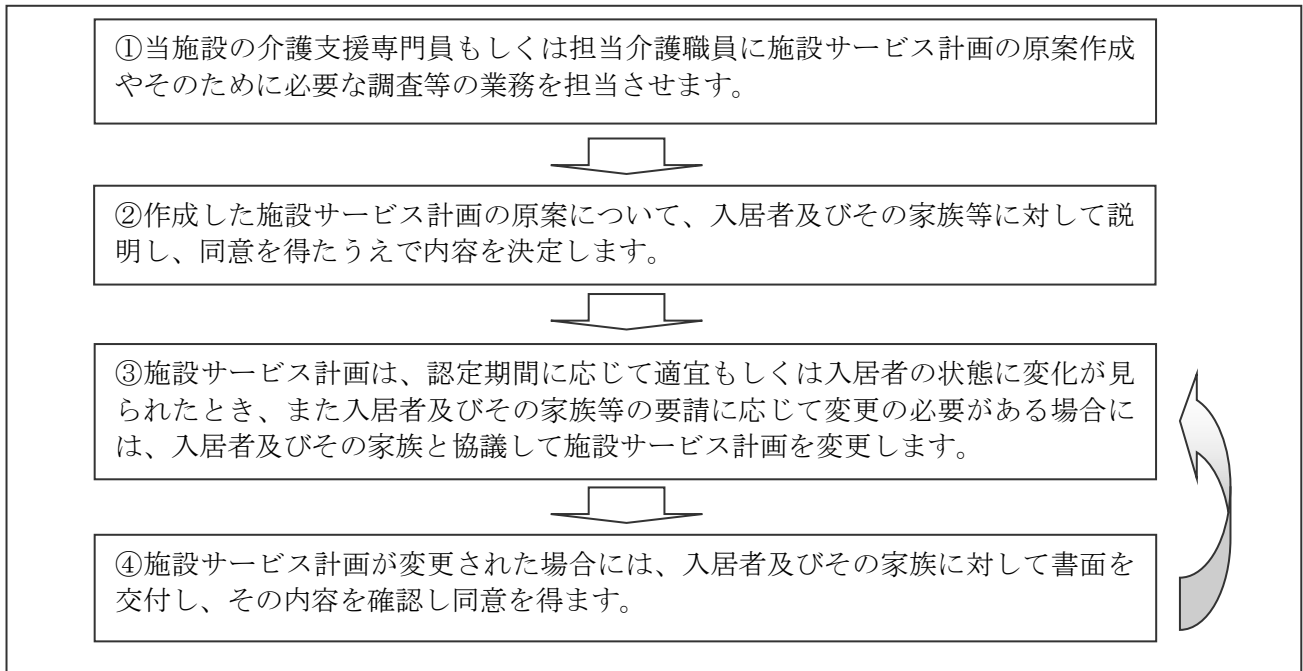 ①当施設の介護支援専門員もしくは担当介護職員に施設サービス計画の原案作成
やそのために必要な調査等の業務を担当させます。
②作成した施設サービス計画の原案について、入居者及びその家族等に対して説
明し、同意を得たうえで内容を決定します。
③施設サービス計画は、認定期間に応じて適宜もしくは入居者の状態に変化が見
られたとき、また入居者及びその家族等の要請に応じて変更の必要がある場合に
は、入居者及びその家族と協議して施設サービス計画を変更します。
④施設サービス計画が変更された場合には、入居者及びその家族に対して書面を
交付し、その内容を確認し同意を得ます。